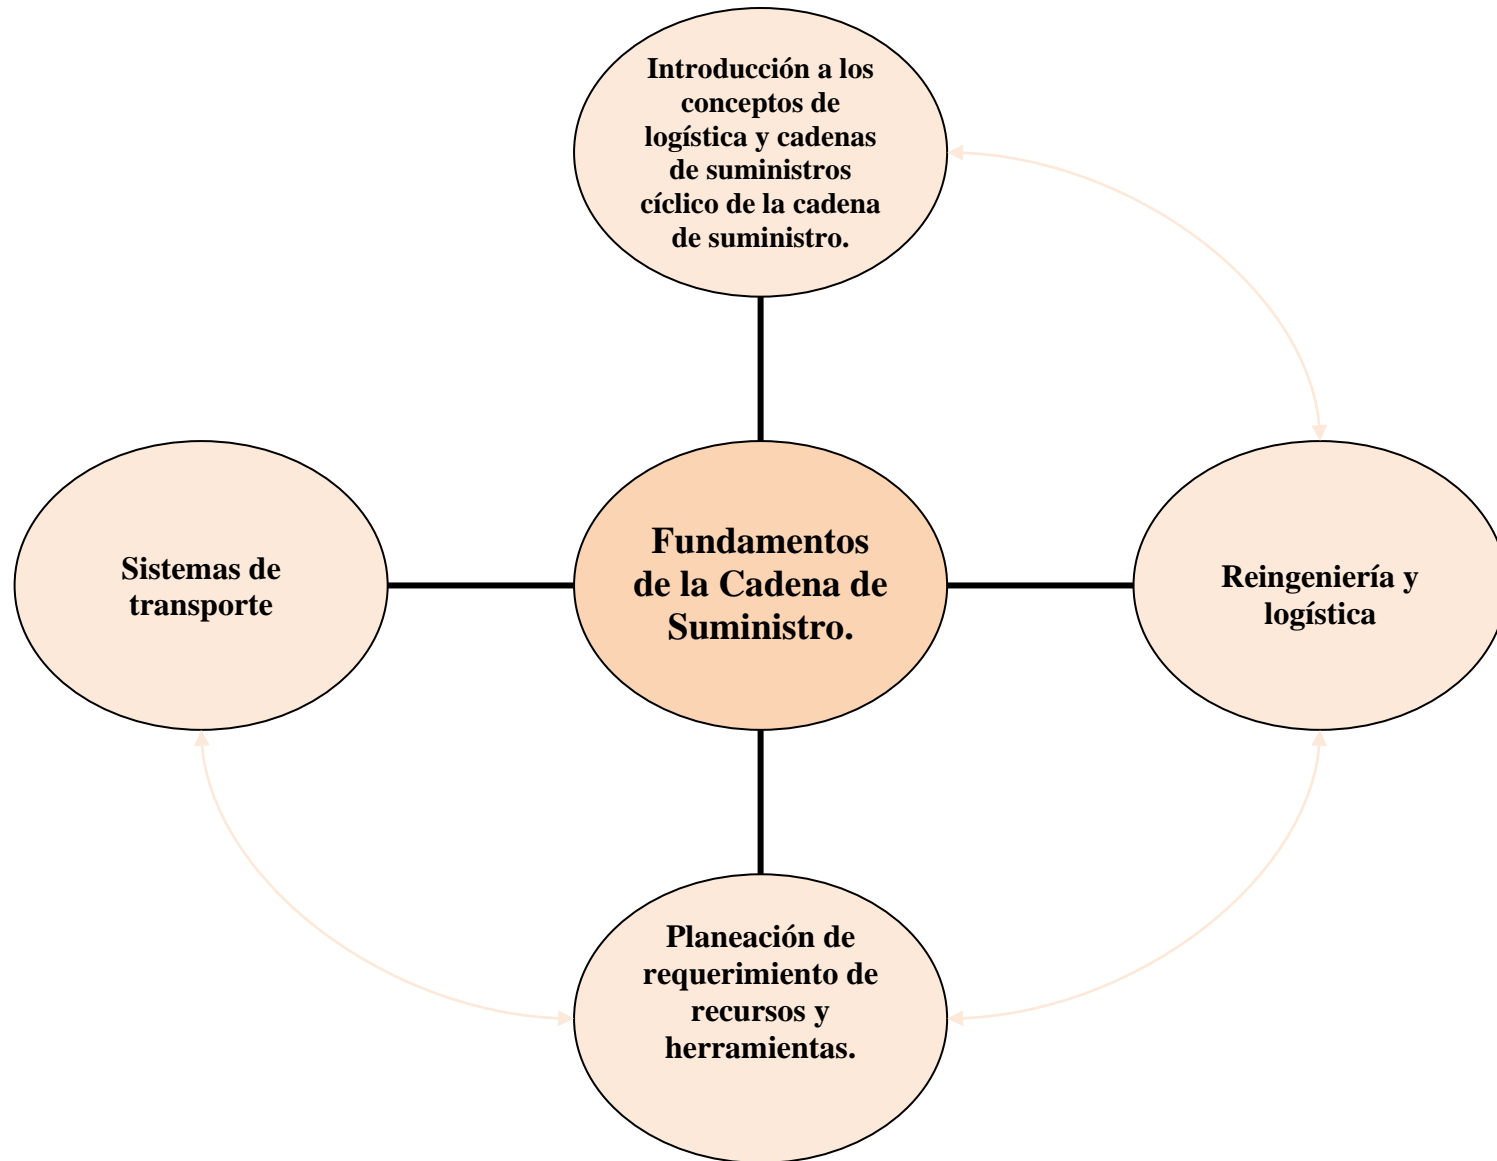 Introducción a los
conceptos de
logística y cadenas
de suministros
cíclico de la cadena
de suministro.
Sistemas de
transporte
Fundamentos
de la Cadena de
Suministro.
Reingeniería y
logística
Planeación de
requerimiento de
recursos y
herramientas.